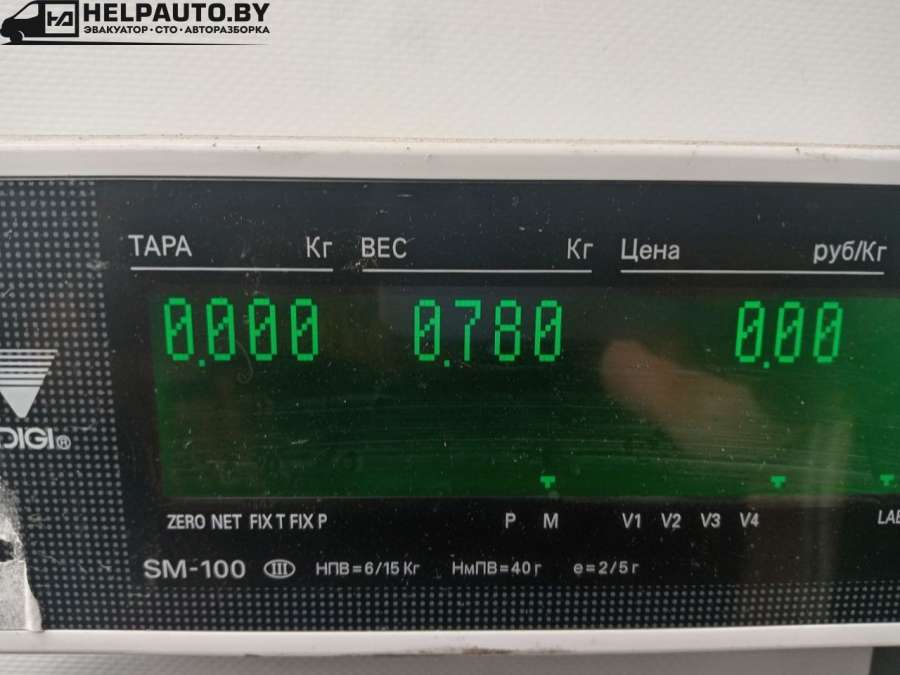 HELPAUTO.BY
ЭВАКУАТОР·СТО·АВТОРАЗБОРКА
ТАРА Кг ВЕС Кг Цена руб/Кг
0.000 0.780 0.00
DIGI®
ZERO NET FIX T FIX P P M V1 V2 V3 V4
SM-100 III НПВ=6/15 Кг НмПВ=40 г e=2/5 г